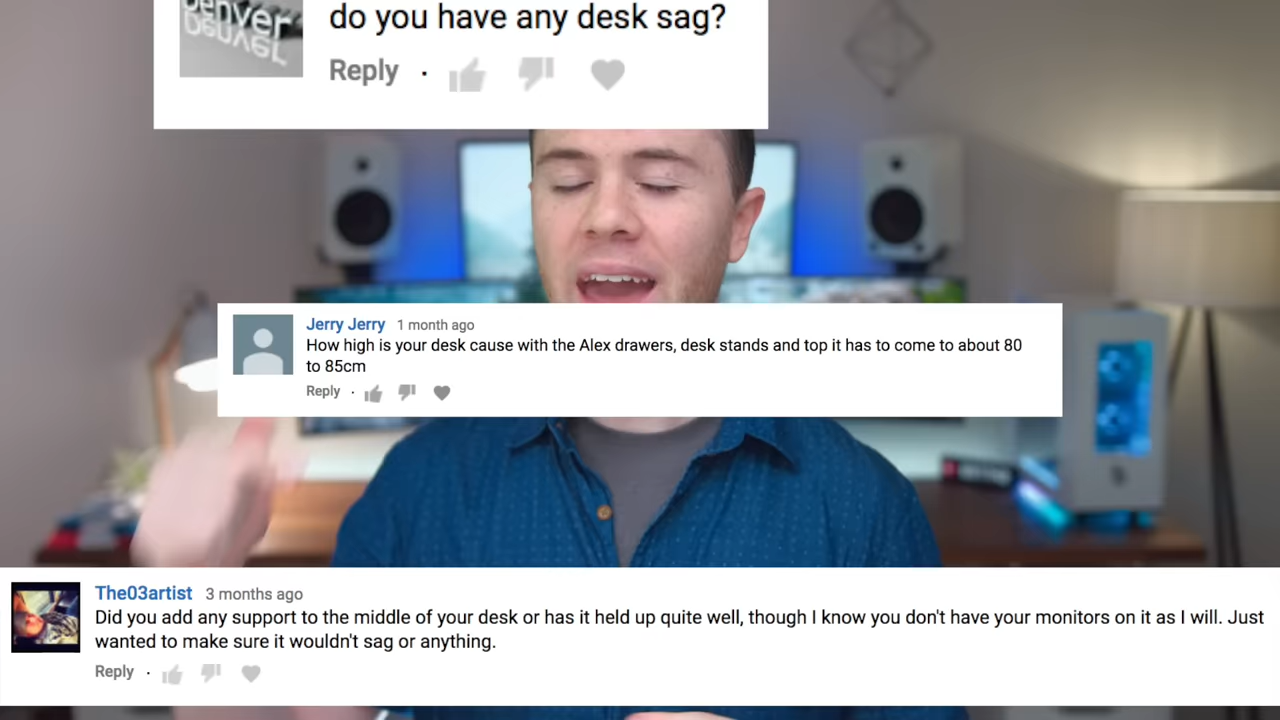 Denver
DENVER
do you have any desk sag?
Reply ·
Jerry Jerry 1 month ago
How high is your desk cause with the Alex drawers, desk stands and top it has to come to about 80
to 85cm
Reply ·
The03artist 3 months ago
Did you add any support to the middle of your desk or has it held up quite well, though I know you don't have your monitors on it as I will. Just
wanted to make sure it wouldn't sag or anything.
Reply ·